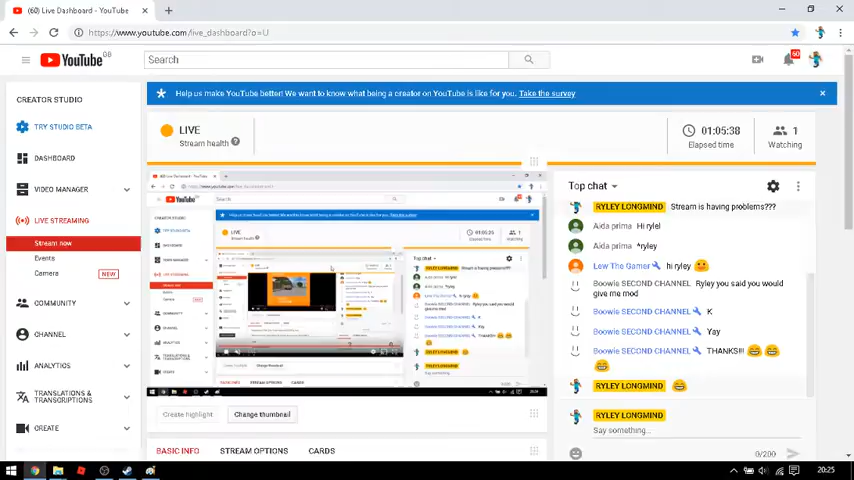 (60) Live Dashboard - YouTube
https://www.youtube.com/live_dashboard?o=U
YouTube GB
Search
60
Help us make YouTube better! We want to know what being a creator on YouTube is like for you. Take the survey
CREATOR STUDIO
TRY STUDIO BETA
DASHBOARD
VIDEO MANAGER
LIVE STREAMING
Stream now
Events
Camera
NEW
COMMUNITY
CHANNEL
ANALYTICS
TRANSLATIONS &
TRANSCRIPTIONS
CREATE
LIVE
Stream health ?
01:05:38
Elapsed time
1
Watching
Create highlight
Change thumbnail
BASIC INFO
STREAM OPTIONS
CARDS
Top chat
RYLEY LONGMIND Stream is having problems???
Aida prima Hi rylel
Aida prima *ryley
Lew The Gamer hi ryley
Boowie SECOND CHANNEL Ryley you said you would
give me mod
Boowie SECOND CHANNEL K
Boowie SECOND CHANNEL Yay
Boowie SECOND CHANNEL THANKS!!!
RYLEY LONGMIND
RYLEY LONGMIND
Say something...
0/200
20:25